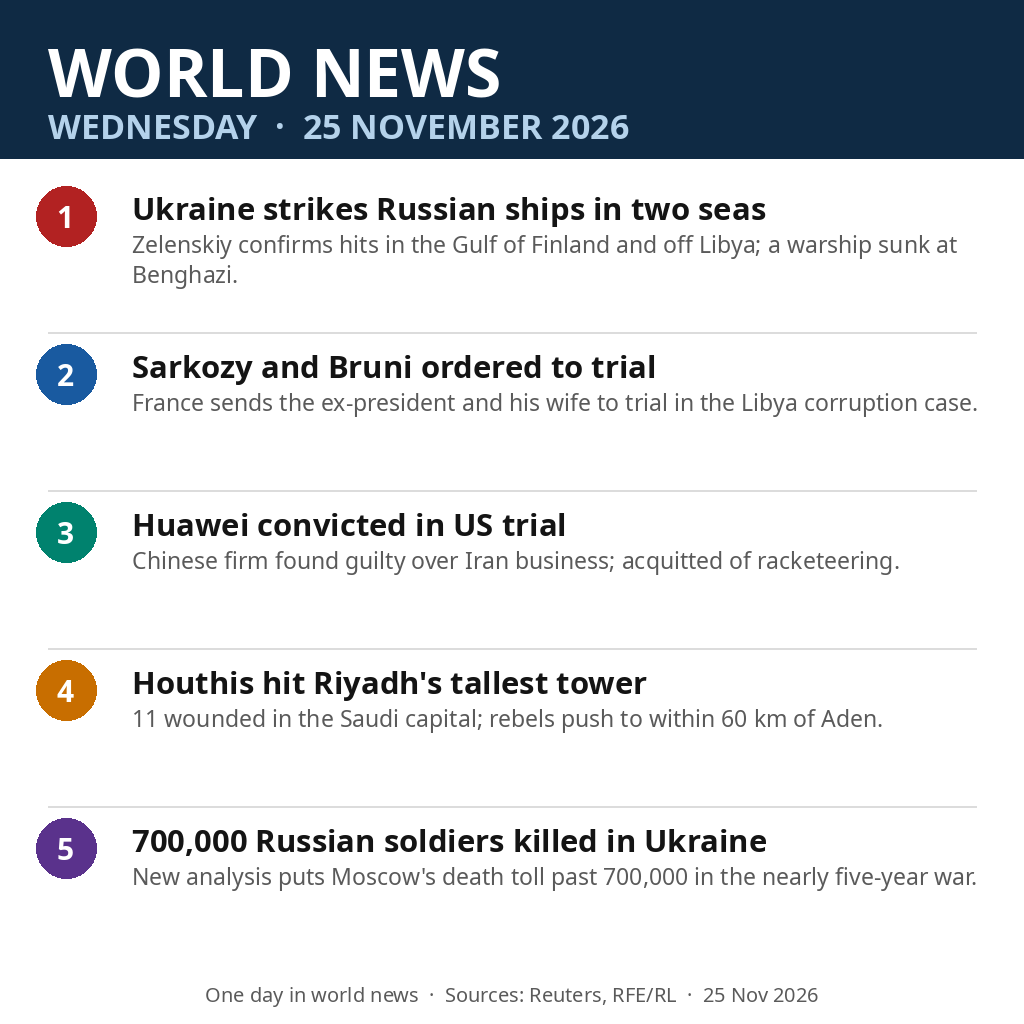 WORLD NEWS
WEDNESDAY · 25 NOVEMBER 2026
1
Ukraine strikes Russian ships in two seas
Zelenskiy confirms hits in the Gulf of Finland and off Libya; a warship sunk at
Benghazi.
2
Sarkozy and Bruni ordered to trial
France sends the ex-president and his wife to trial in the Libya corruption case.
3
Huawei convicted in US trial
Chinese firm found guilty over Iran business; acquitted of racketeering.
4
Houthis hit Riyadh's tallest tower
11 wounded in the Saudi capital; rebels push to within 60 km of Aden.
5
700,000 Russian soldiers killed in Ukraine
New analysis puts Moscow's death toll past 700,000 in the nearly five-year war.
One day in world news · Sources: Reuters, RFE/RL · 25 Nov 2026